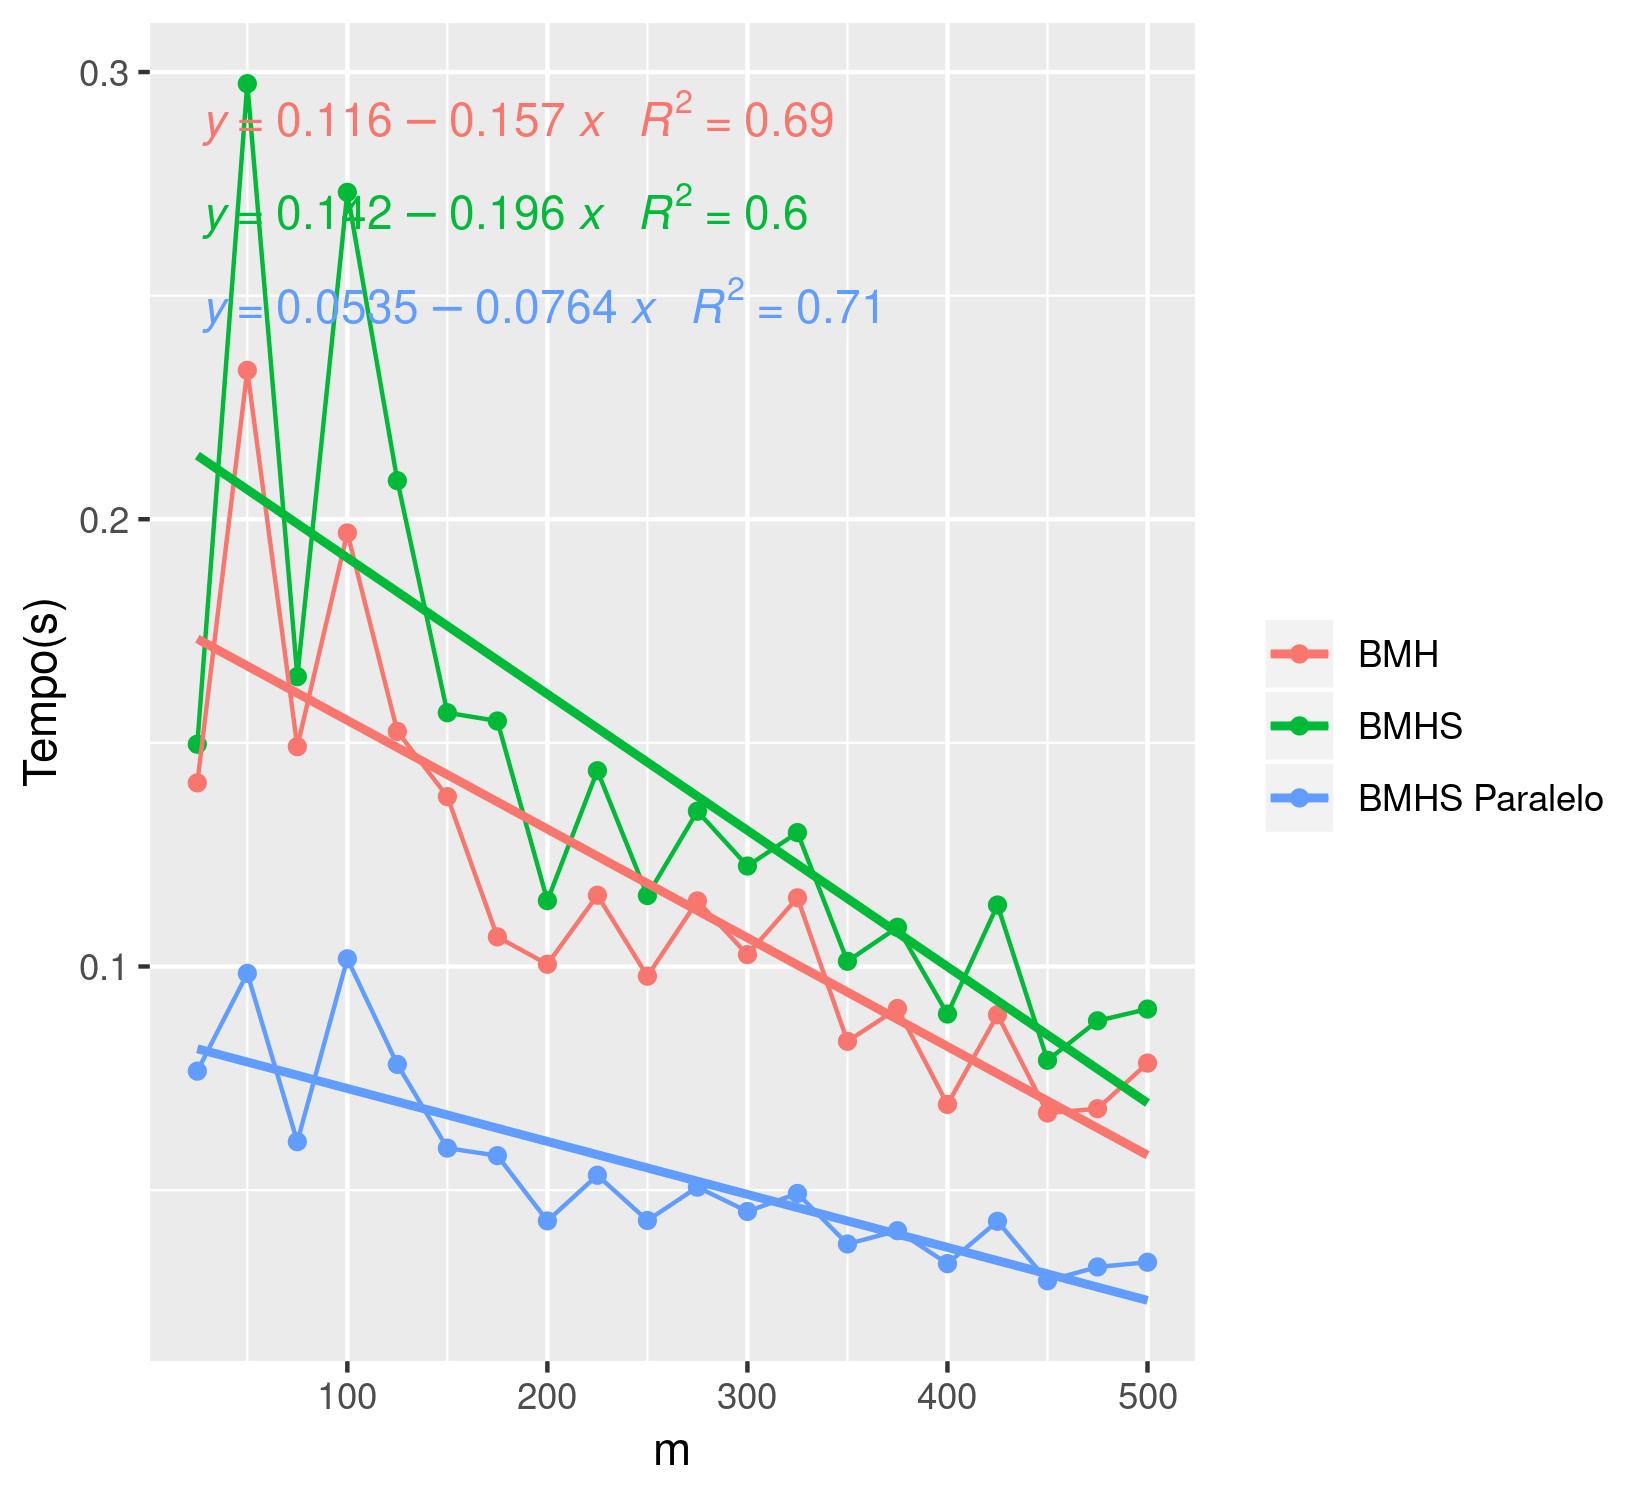 0.3
0.2
0.1
Tempo(s)
y = 0.116 − 0.157 x R² = 0.69
y = 0.142 − 0.196 x R² = 0.6
y = 0.0535 − 0.0764 x R² = 0.71
100 200 300 400 500
m
BMH
BMHS
BMHS Paralelo